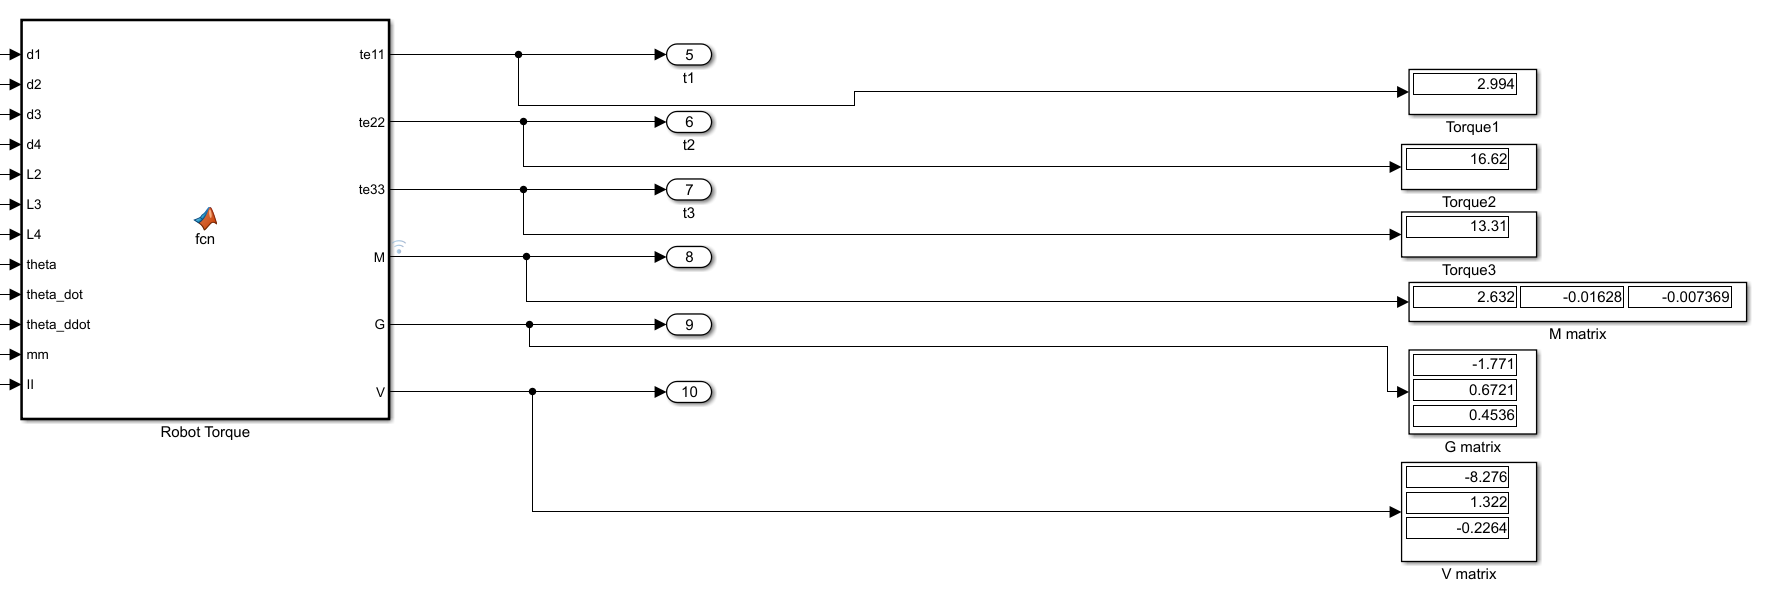 d1
d2
d3
d4
L2
L3
L4
theta
theta_dot
theta_ddot
mm
II
fcn
te11
te22
te33
M
G
V
Robot Torque
5
t1
6
t2
7
t3
8
9
10
2.994
Torque1
16.62
Torque2
13.31
Torque3
2.632 -0.01628 -0.007369
M matrix
-1.771
0.6721
0.4536
G matrix
-8.276
1.322
-0.2264
V matrix